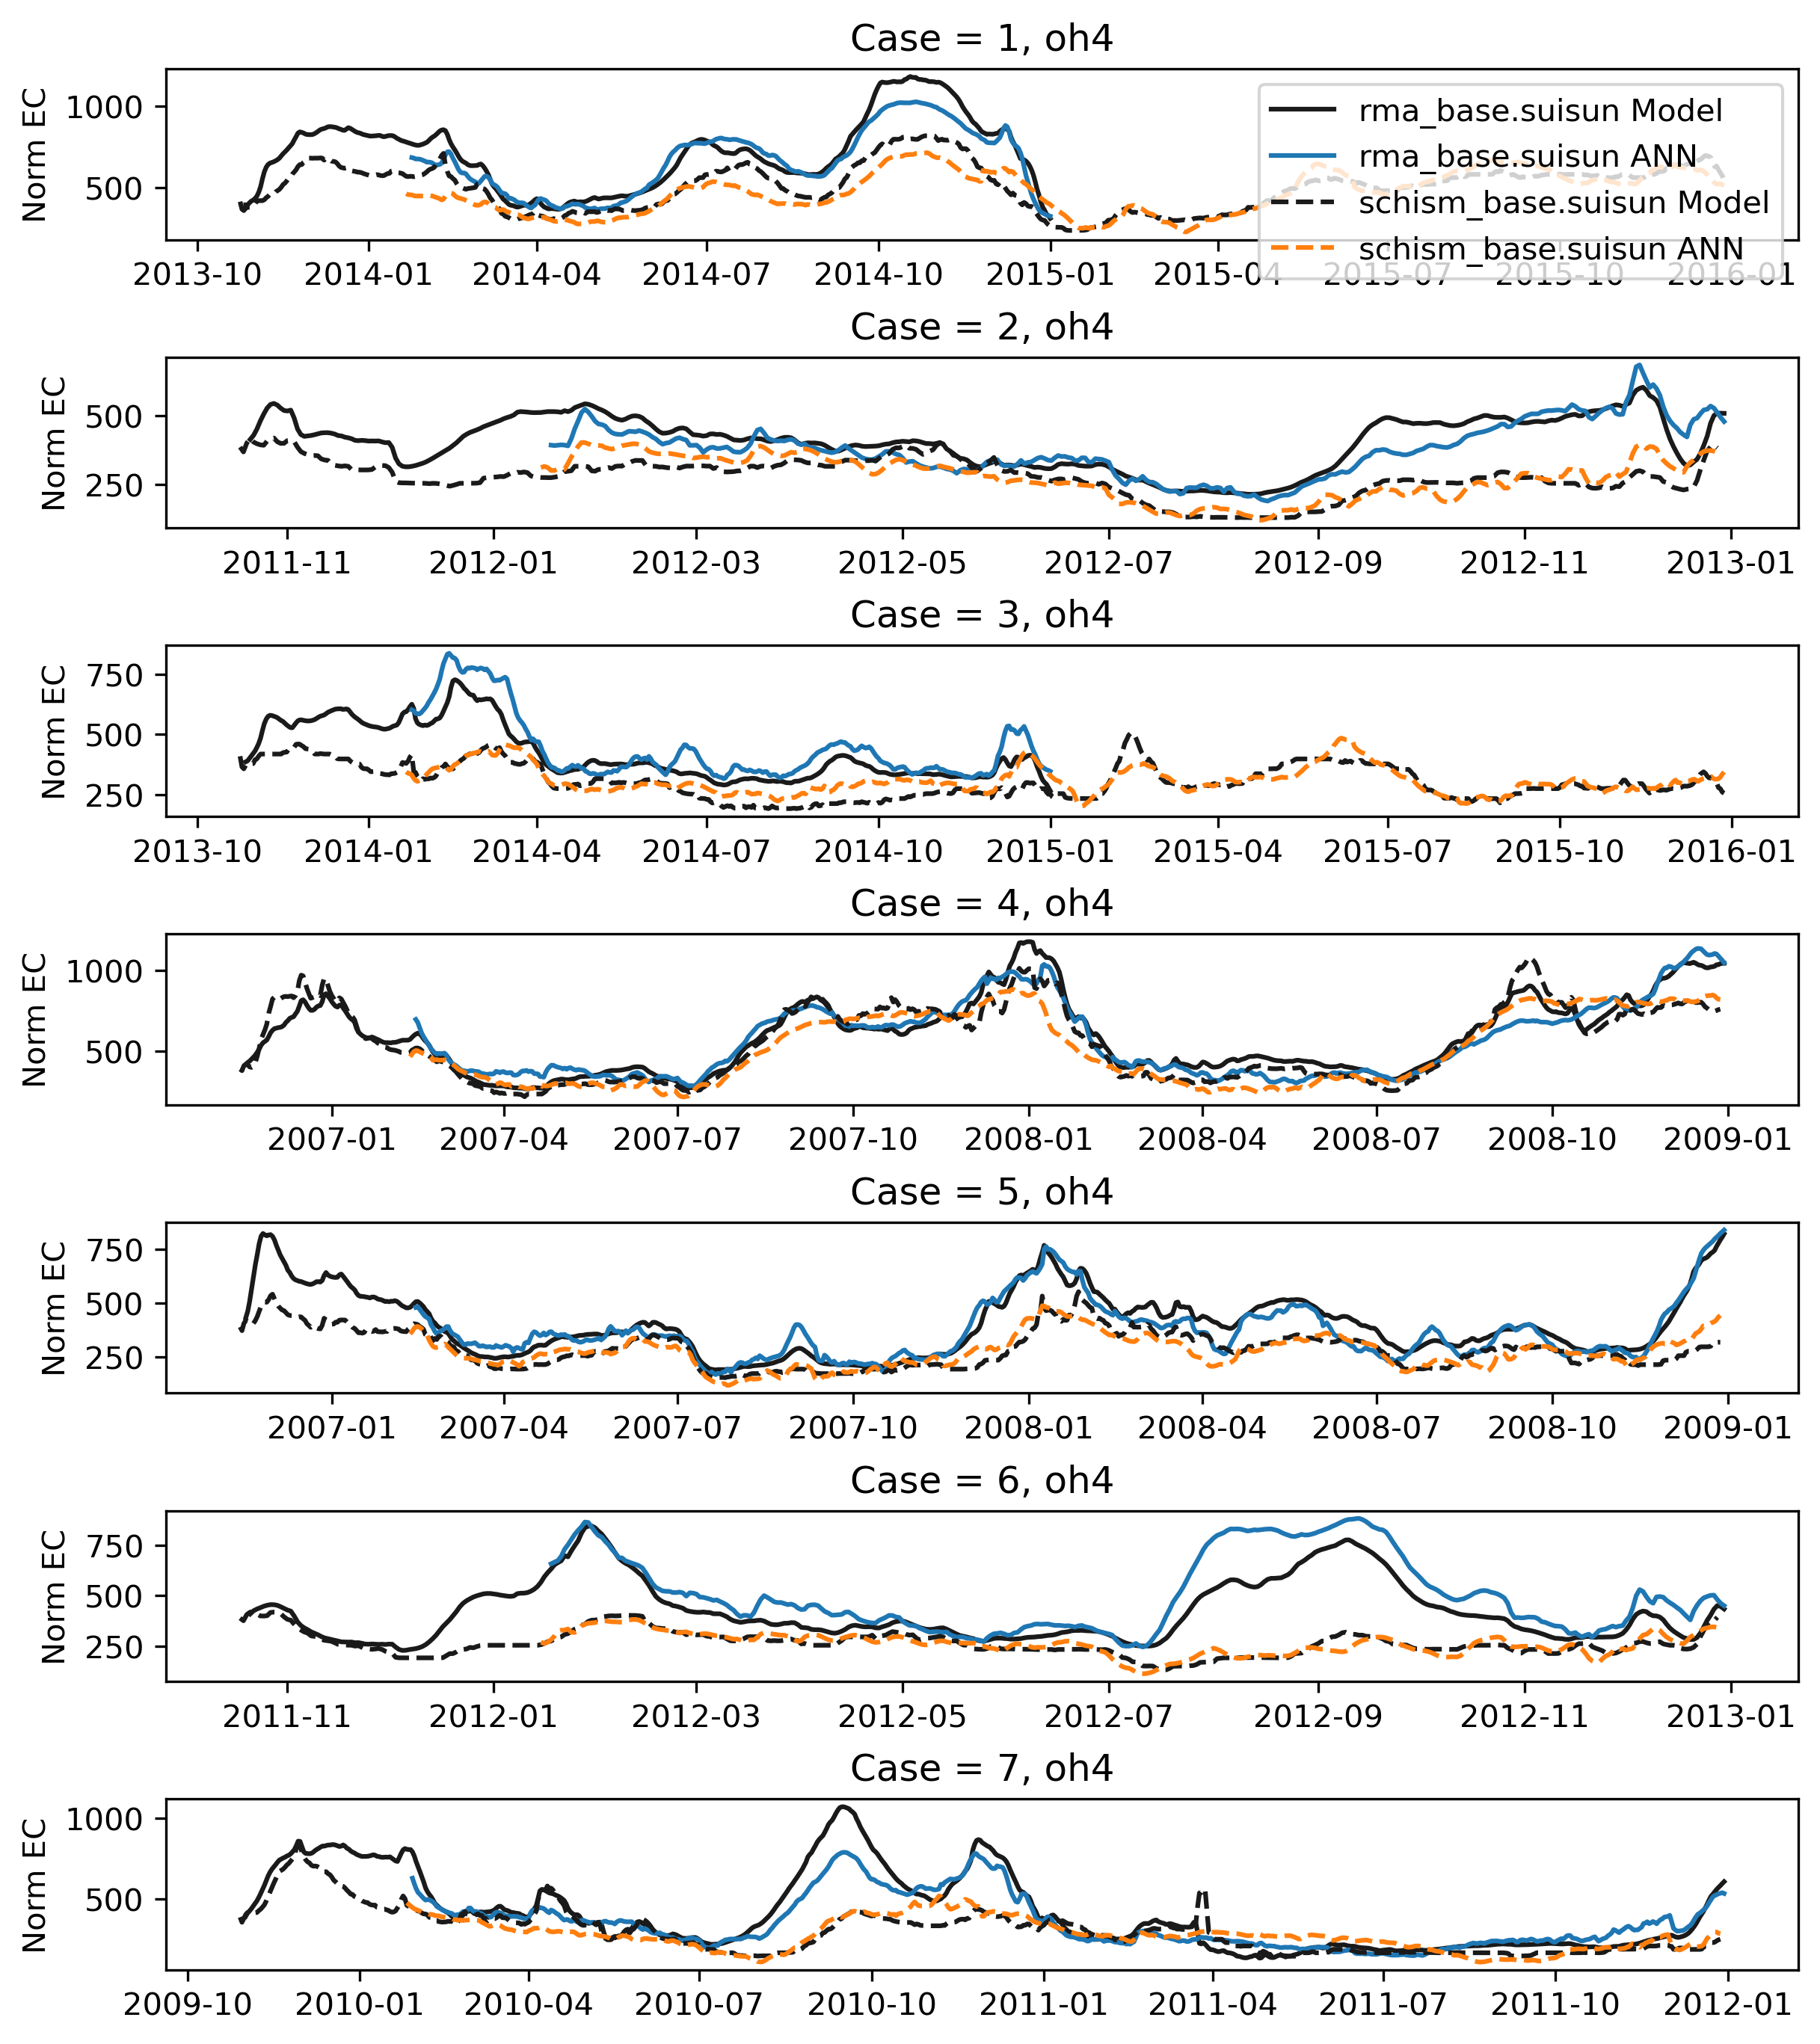 Case = 1, oh4
Norm EC
1000
500
rma_base.suisun Model
rma_base.suisun ANN
schism_base.suisun Model
schism_base.suisun ANN
2013-10 2014-01 2014-04 2014-07 2014-10 2015-01 2015-04 2015-07 2015-10 2016-01
Case = 2, oh4
Norm EC
500
250
2011-11 2012-01 2012-03 2012-05 2012-07 2012-09 2012-11 2013-01
Case = 3, oh4
Norm EC
750
500
250
2013-10 2014-01 2014-04 2014-07 2014-10 2015-01 2015-04 2015-07 2015-10 2016-01
Case = 4, oh4
Norm EC
1000
500
2007-01 2007-04 2007-07 2007-10 2008-01 2008-04 2008-07 2008-10 2009-01
Case = 5, oh4
Norm EC
750
500
250
2007-01 2007-04 2007-07 2007-10 2008-01 2008-04 2008-07 2008-10 2009-01
Case = 6, oh4
Norm EC
750
500
250
2011-11 2012-01 2012-03 2012-05 2012-07 2012-09 2012-11 2013-01
Case = 7, oh4
Norm EC
1000
500
2009-10 2010-01 2010-04 2010-07 2010-10 2011-01 2011-04 2011-07 2011-10 2012-01